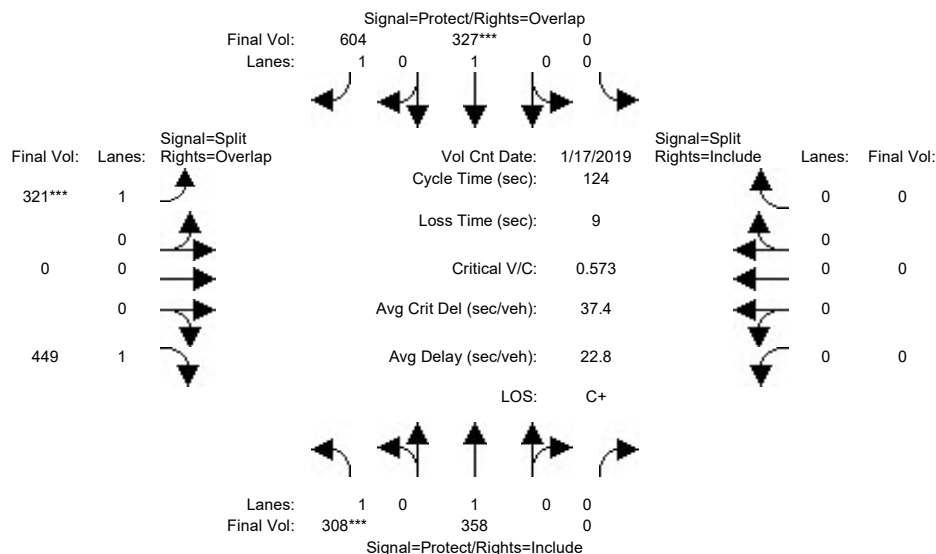 Signal=Protect/Rights=Overlap
Final Vol: 604 327*** 0
Lanes: 1 0 1 0 0
Signal=Split
Final Vol: Lanes: Rights=Overlap
Vol Cnt Date: 1/17/2019
Signal=Split
Rights=Include Lanes: Final Vol:
Cycle Time (sec): 124
321*** 1
0 0
Loss Time (sec): 9
0
0
0 0
Critical V/C: 0.573
0 0
0
Avg Crit Del (sec/veh): 37.4
0
449 1
Avg Delay (sec/veh): 22.8
0 0
LOS: C+
Lanes: 1 0 1 0 0
Final Vol: 308*** 358 0
Signal=Protect/Rights=Include